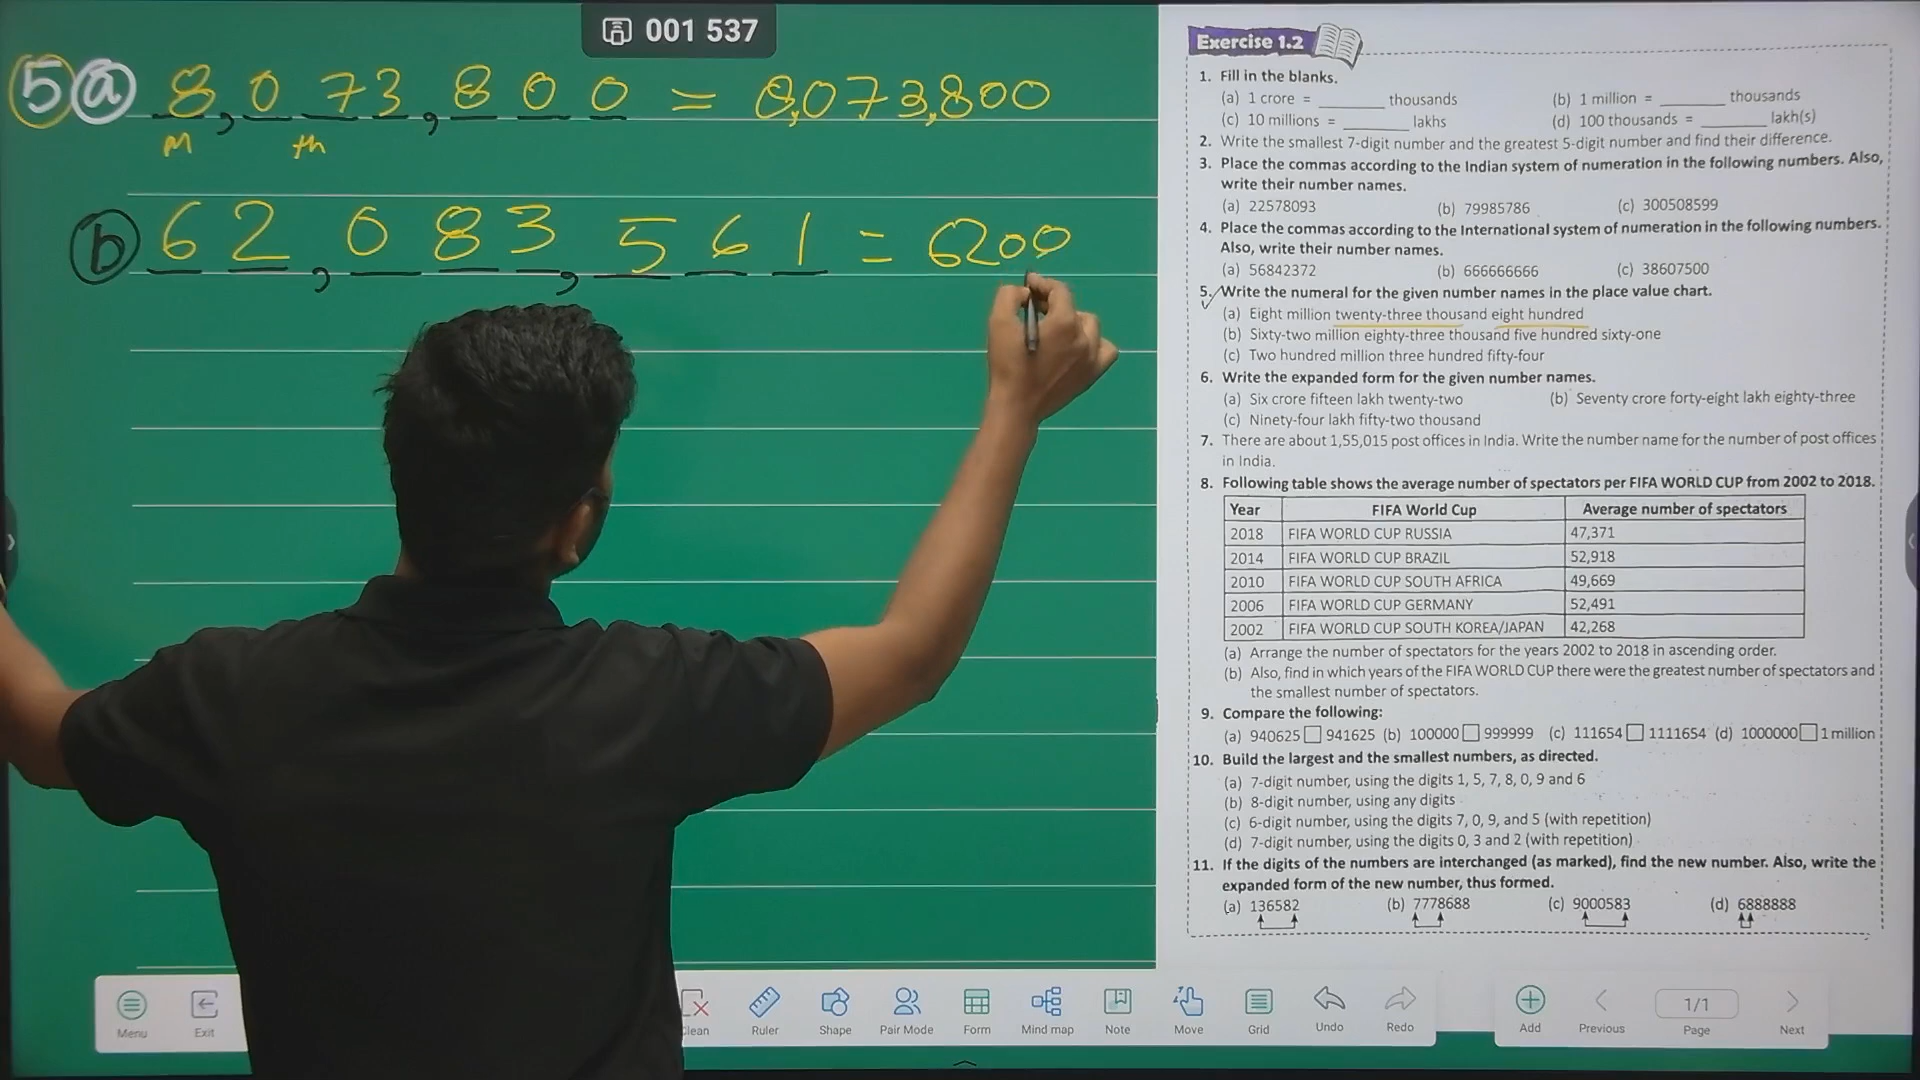 001 537
5 a 8,073,800 = 8,073,800
M th
b 62,083,561 = 6200
Exercise 1.2
1. Fill in the blanks.
(a) 1 crore = ________ thousands (b) 1 million = ________ thousands
(c) 10 millions = ________ lakhs (d) 100 thousands = ________ lakh(s)
2. Write the smallest 7-digit number and the greatest 5-digit number and find their difference.
3. Place the commas according to the Indian system of numeration in the following numbers. Also,
write their number names.
(a) 22578093 (b) 79985786 (c) 300508599
4. Place the commas according to the International system of numeration in the following numbers.
Also, write their number names.
(a) 56842372 (b) 666666666 (c) 38607500
5. Write the numeral for the given number names in the place value chart.
(a) Eight million twenty-three thousand eight hundred
(b) Sixty-two million eighty-three thousand five hundred sixty-one
(c) Two hundred million three hundred fifty-four
6. Write the expanded form for the given number names.
(a) Six crore fifteen lakh twenty-two (b) Seventy crore forty-eight lakh eighty-three
(c) Ninety-four lakh fifty-two thousand
7. There are about 1,55,015 post offices in India. Write the number name for the number of post offices
in India.
8. Following table shows the average number of spectators per FIFA WORLD CUP from 2002 to 2018.
Year FIFA World Cup Average number of spectators
2018 FIFA WORLD CUP RUSSIA 47,371
2014 FIFA WORLD CUP BRAZIL 52,918
2010 FIFA WORLD CUP SOUTH AFRICA 49,669
2006 FIFA WORLD CUP GERMANY 52,491
2002 FIFA WORLD CUP SOUTH KOREA/JAPAN 42,268
(a) Arrange the number of spectators for the years 2002 to 2018 in ascending order.
(b) Also, find in which years of the FIFA WORLD CUP there were the greatest number of spectators and
the smallest number of spectators.
9. Compare the following:
(a) 940625 □ 941625 (b) 100000 □ 999999 (c) 111654 □ 1111654 (d) 1000000 □ 1 million
10. Build the largest and the smallest numbers, as directed.
(a) 7-digit number, using the digits 1, 5, 7, 8, 0, 9 and 6
(b) 8-digit number, using any digits
(c) 6-digit number, using the digits 7, 0, 9, and 5 (with repetition)
(d) 7-digit number, using the digits 0, 3 and 2 (with repetition)
11. If the digits of the numbers are interchanged (as marked), find the new number. Also, write the
expanded form of the new number, thus formed.
(a) 136582 (b) 7778688 (c) 9000583 (d) 6888888
Menu Exit lean Ruler Shape Pair Mode Form Mind map Note Move Grid Undo Redo Add Previous 1/1 Page Next